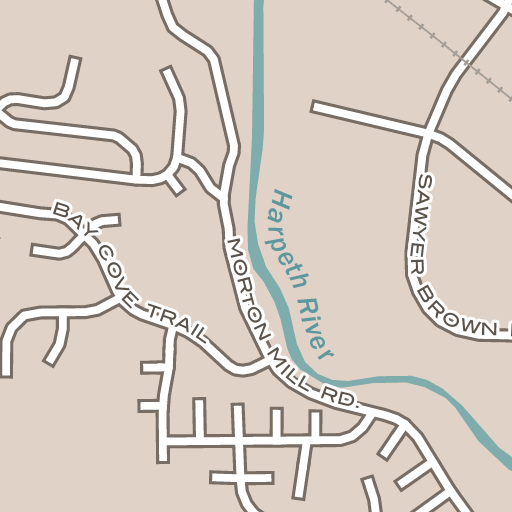 Harpeth River
SAWYER BROWN
BAY COVE TRAIL
MORTON MILL RD.